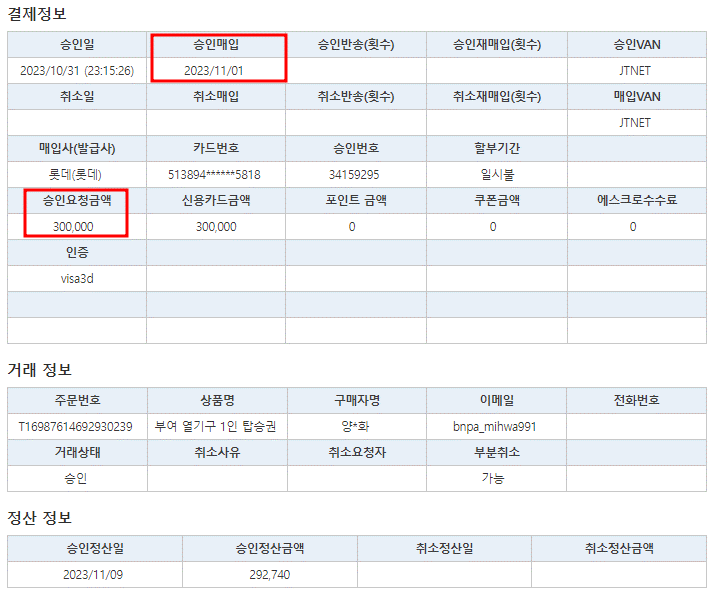 결제정보
승인일 승인매입 승인반송(횟수) 승인재매입(횟수) 승인VAN
2023/10/31 (23:15:26) 2023/11/01 JTNET
취소일 취소매입 취소반송(횟수) 취소재매입(횟수) 매입VAN
JTNET
매입사(발급사) 카드번호 승인번호 할부기간
롯데(롯데) 513894******5818 34159295 일시불
승인요청금액 신용카드금액 포인트 금액 쿠폰금액 에스크로수수료
300,000 300,000 0 0 0
인증
visa3d
거래 정보
주문번호 상품명 구매자명 이메일 전화번호
T16987614692930239 부여 열기구 1인 탑승권 양*화 bnpa_mihwa991
거래상태 취소사유 취소요청자 부분취소
승인 가능
정산 정보
승인정산일 승인정산금액 취소정산일 취소정산금액
2023/11/09 292,740